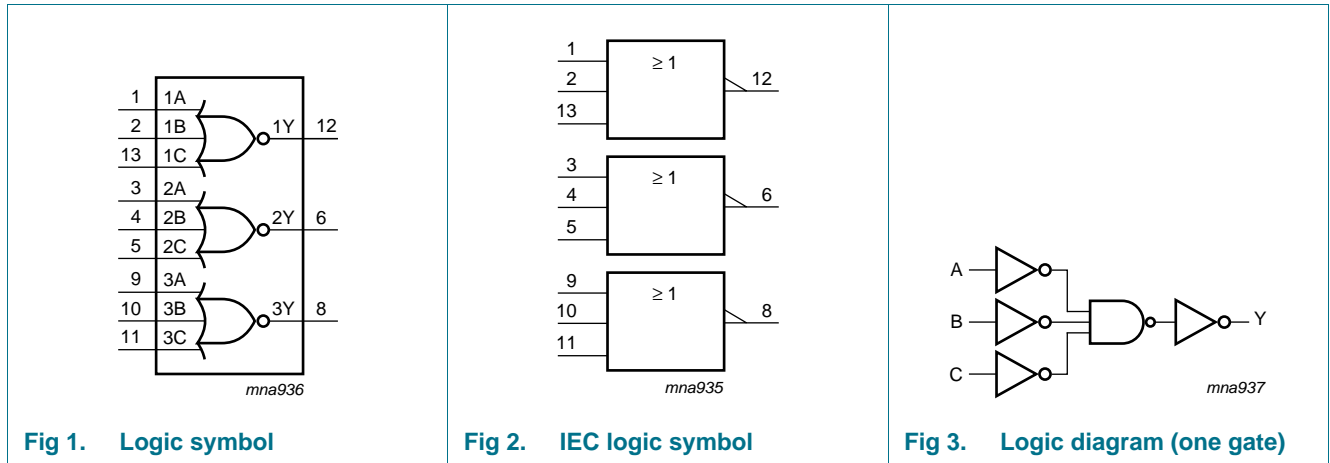 1 1A
2 1B 1Y 12
13 1C
3 2A
4 2B 2Y 6
5 2C
9 3A
10 3B 3Y 8
11 3C
mna936
Fig 1. Logic symbol
1
≥ 1
2
12
13
3
≥ 1
4
6
5
9
≥ 1
10
8
11
mna935
Fig 2. IEC logic symbol
A
B
Y
C
mna937
Fig 3. Logic diagram (one gate)